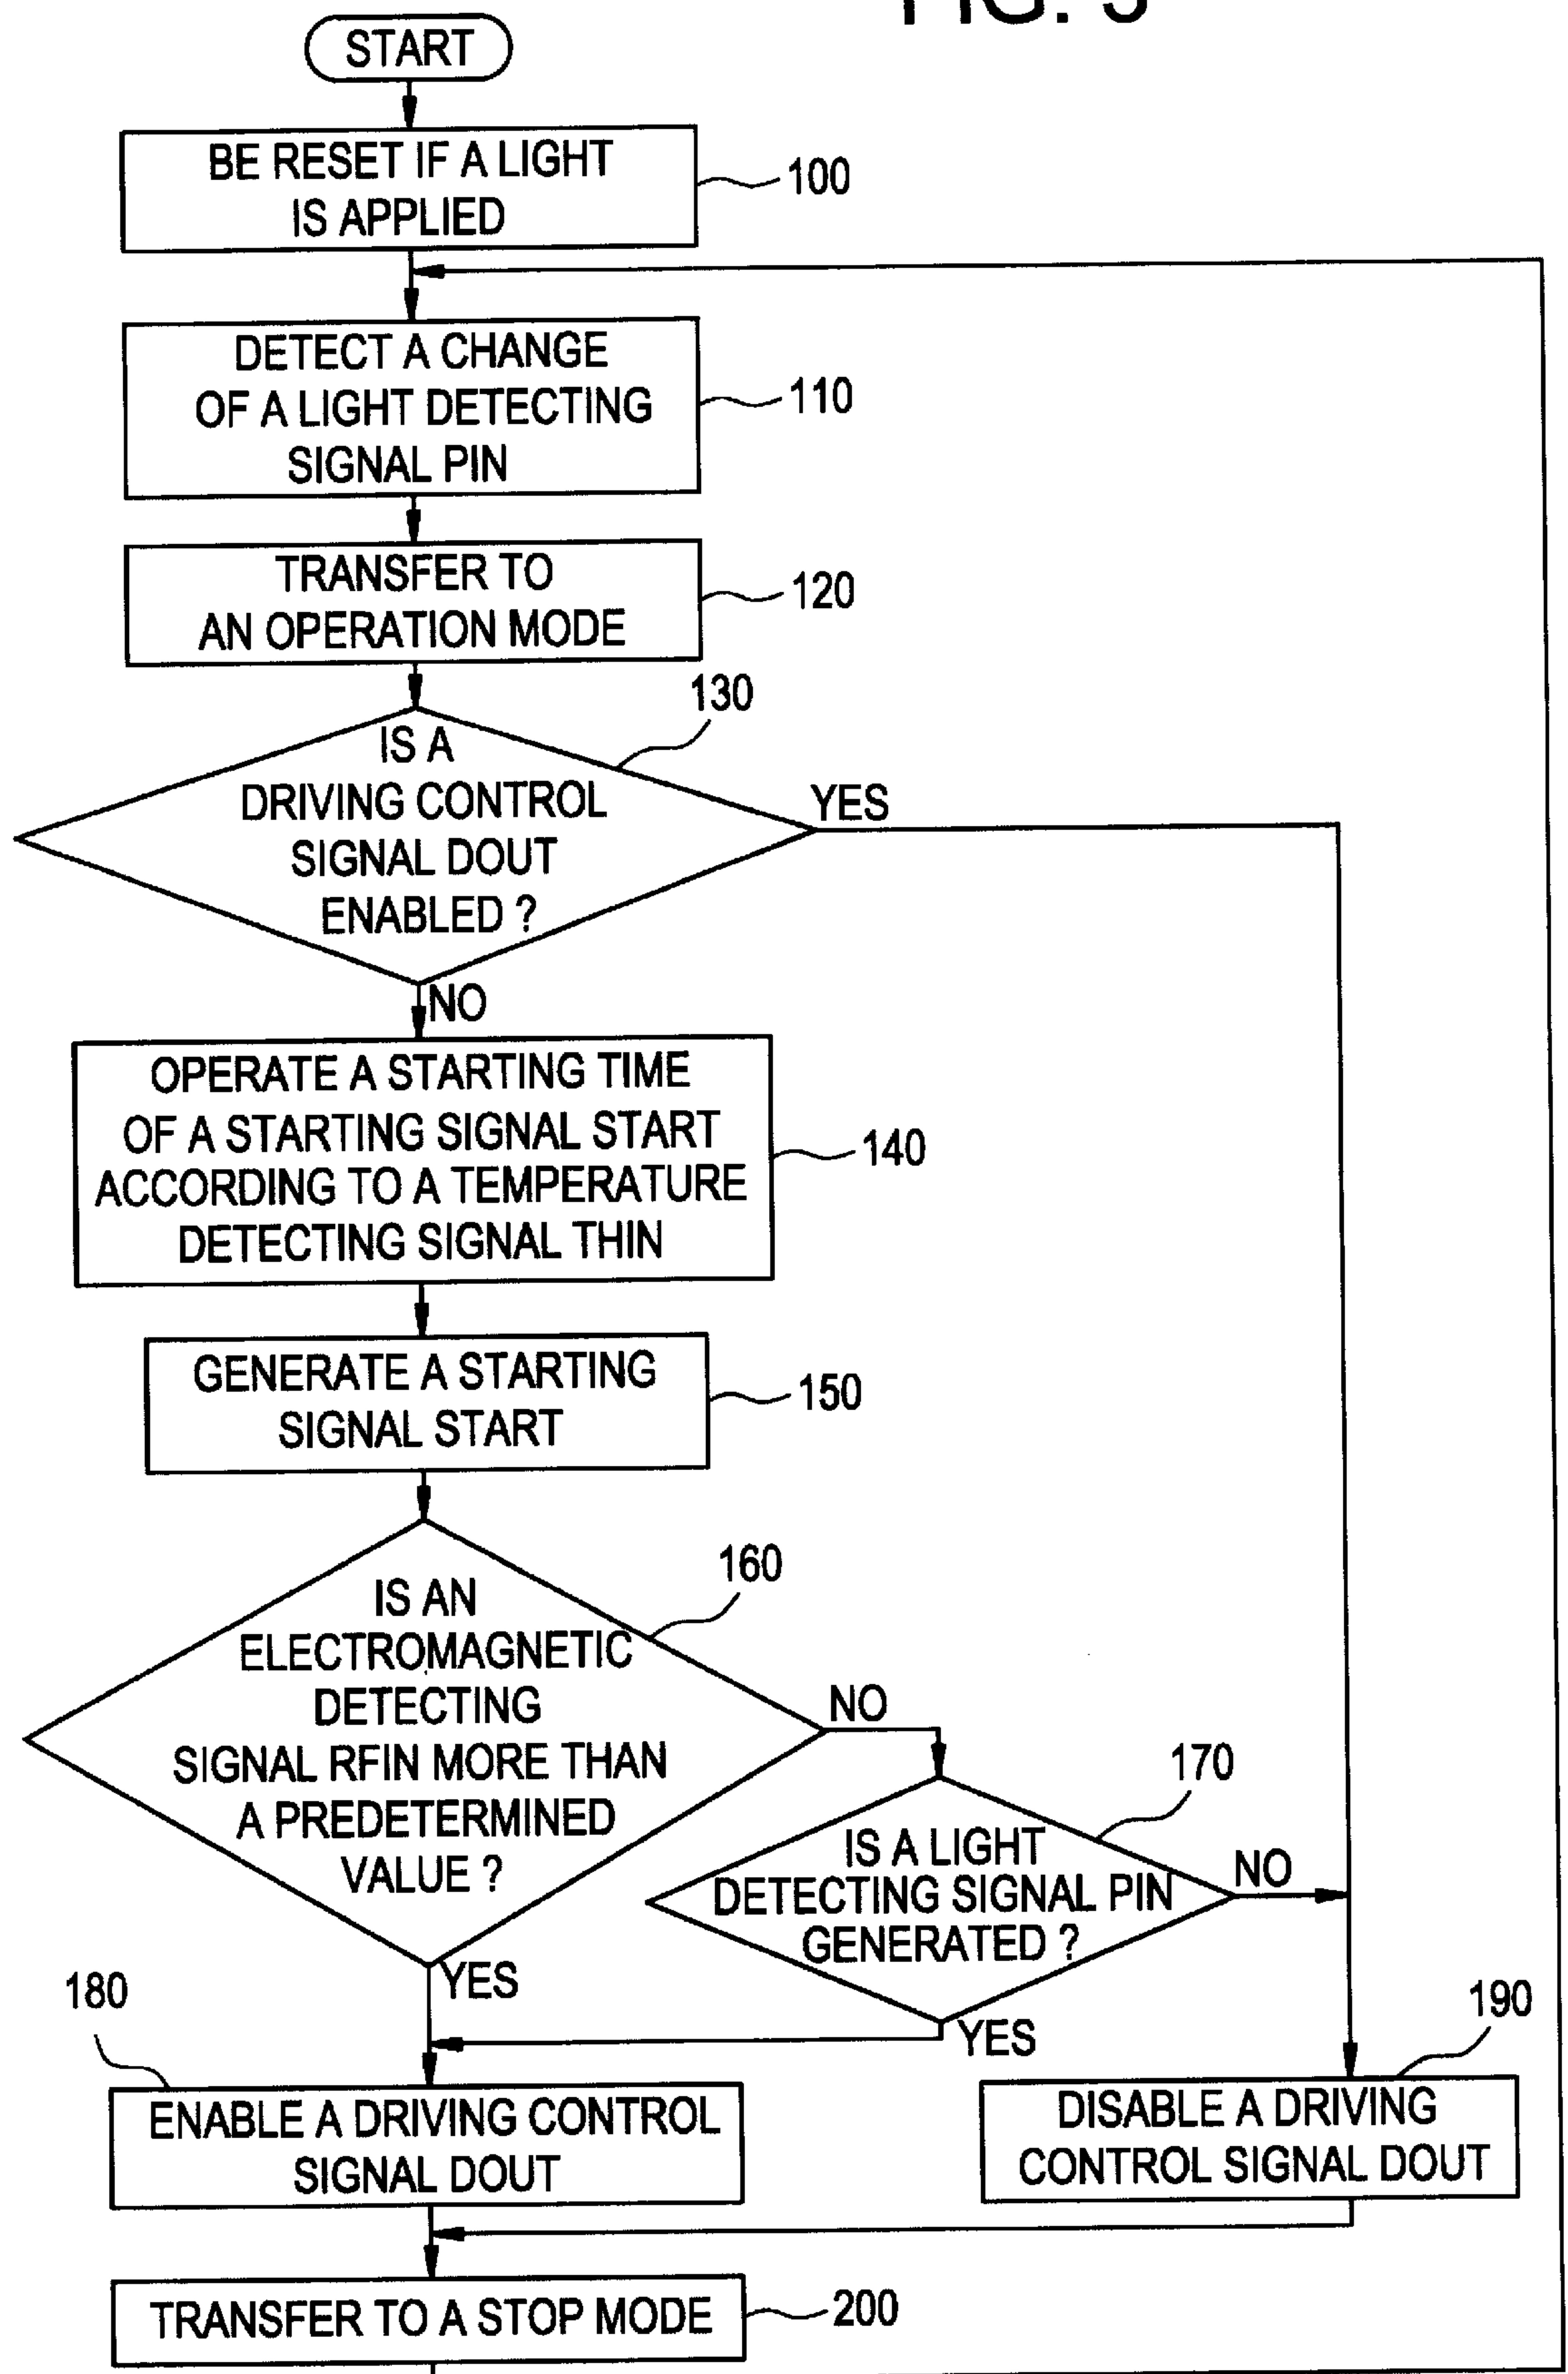 START
BE RESET IF A LIGHT
IS APPLIED
100
DETECT A CHANGE
OF A LIGHT DETECTING
SIGNAL PIN
110
TRANSFER TO
AN OPERATION MODE
120
130
IS A
DRIVING CONTROL
SIGNAL DOUT
ENABLED ?
YES
NO
OPERATE A STARTING TIME
OF A STARTING SIGNAL START
ACCORDING TO A TEMPERATURE
DETECTING SIGNAL THIN
140
GENERATE A STARTING
SIGNAL START
150
160
IS AN
ELECTROMAGNETIC
DETECTING
SIGNAL RFIN MORE THAN
A PREDETERMINED
VALUE ?
NO
YES
170
IS A LIGHT
DETECTING SIGNAL PIN
GENERATED ?
NO
YES
180
ENABLE A DRIVING CONTROL
SIGNAL DOUT
190
DISABLE A DRIVING
CONTROL SIGNAL DOUT
TRANSFER TO A STOP MODE
200